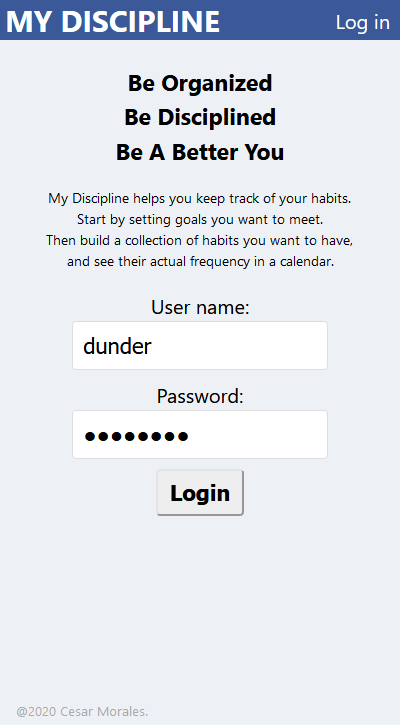 MY DISCIPLINE
Log in
Be Organized
Be Disciplined
Be A Better You
My Discipline helps you keep track of your habits.
Start by setting goals you want to meet.
Then build a collection of habits you want to have,
and see their actual frequency in a calendar.
User name:
dunder
Password:
●●●●●●●●
Login
@2020 Cesar Morales.